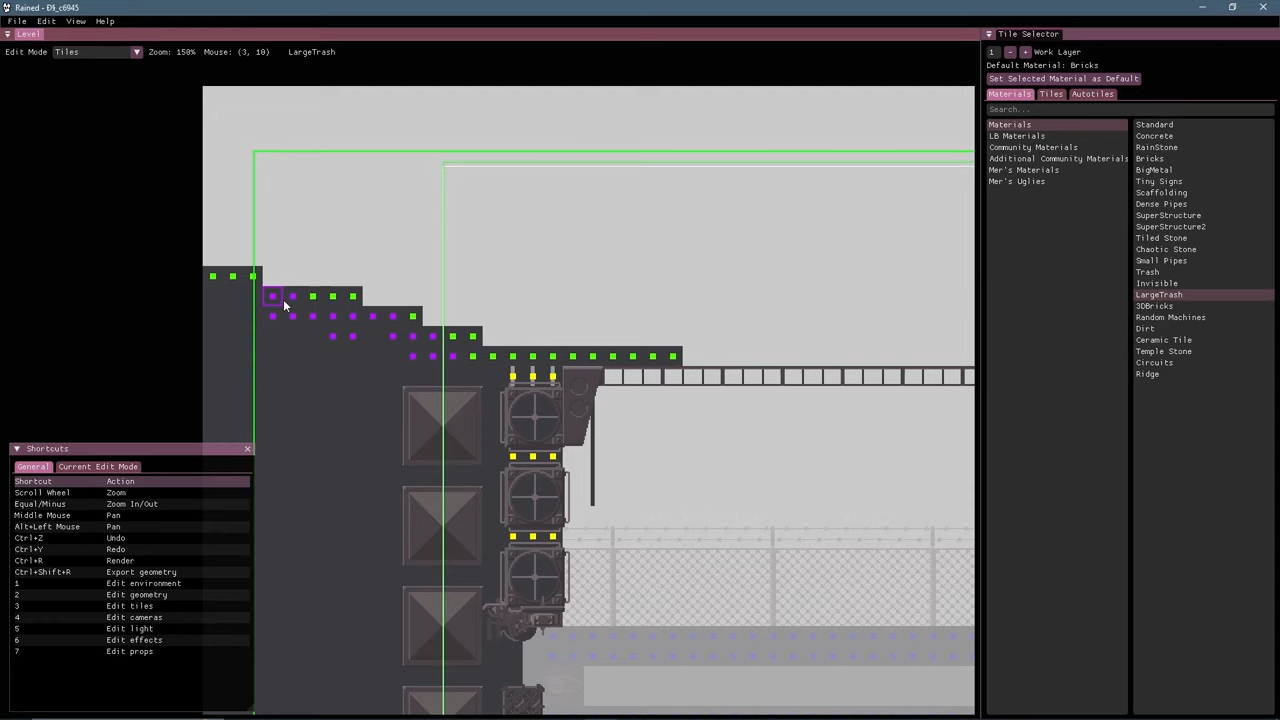 Rained - Ðš_c6945
File Edit View Help
Level
Edit Mode Tiles Zoom: 150% Mouse: (3, 10) LargeTrash
Tile Selector
1 - + Work Layer
Default Material: Bricks
Set Selected Material as Default
Materials Tiles Autotiles
Search...
Materials
LB Materials
Community Materials
Additional Community Materials
Mer's Materials
Mer's Uglies
Standard
Concrete
RainStone
Bricks
BigMetal
Tiny Signs
Scaffolding
Dense Pipes
SuperStructure
SuperStructure2
Tiled Stone
Chaotic Stone
Small Pipes
Trash
Invisible
LargeTrash
3DBricks
Random Machines
Dirt
Ceramic Tile
Temple Stone
Circuits
Ridge
Shortcuts
General Current Edit Mode
Shortcut Action
Scroll Wheel Zoom
Equal/Minus Zoom In/Out
Middle Mouse Pan
Alt+Left Mouse Pan
Ctrl+Z Undo
Ctrl+Y Redo
Ctrl+R Render
Ctrl+Shift+R Export geometry
1 Edit environment
2 Edit geometry
3 Edit tiles
4 Edit cameras
5 Edit light
6 Edit effects
7 Edit props